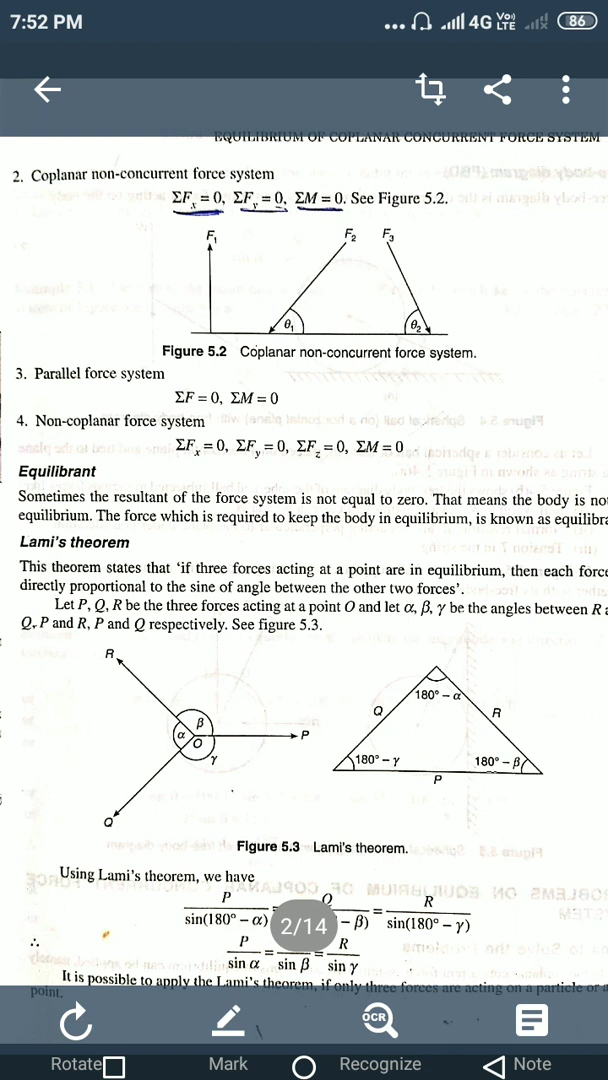 7:52 PM
4G VoD LTE 86
EQUILIBRIUM OF COPLANAR CONCURRENT FORCE SYSTEM
2. Coplanar non-concurrent force system
ΣFx = 0, ΣFy = 0, ΣM = 0. See Figure 5.2.
F1 F2 F3
θ1 θ2
Figure 5.2 Coplanar non-concurrent force system.
3. Parallel force system
ΣF = 0, ΣM = 0
4. Non-coplanar force system
ΣFx = 0, ΣFy = 0, ΣFz = 0, ΣM = 0
Equilibrant
Sometimes the resultant of the force system is not equal to zero. That means the body is no
equilibrium. The force which is required to keep the body in equilibrium, is known as equilibra
Lami's theorem
This theorem states that 'if three forces acting at a point are in equilibrium, then each force
directly proportional to the sine of angle between the other two forces'.
Let P, Q, R be the three forces acting at a point O and let α, β, γ be the angles between R a
Q, P and R, P and Q respectively. See figure 5.3.
R
β
α
O
P
γ
Q
180° – α
Q
R
180° – γ
180° – β
P
Figure 5.3 Lami's theorem.
Using Lami's theorem, we have
P Q R
sin(180° – α) = – β) = sin(180° – γ)
2/14
∴ P = = R
sin α sin β sin γ
It is possible to apply the Lami's theorem, if only three forces are acting on a particle or a
point.
OCR
Rotate Mark Recognize Note